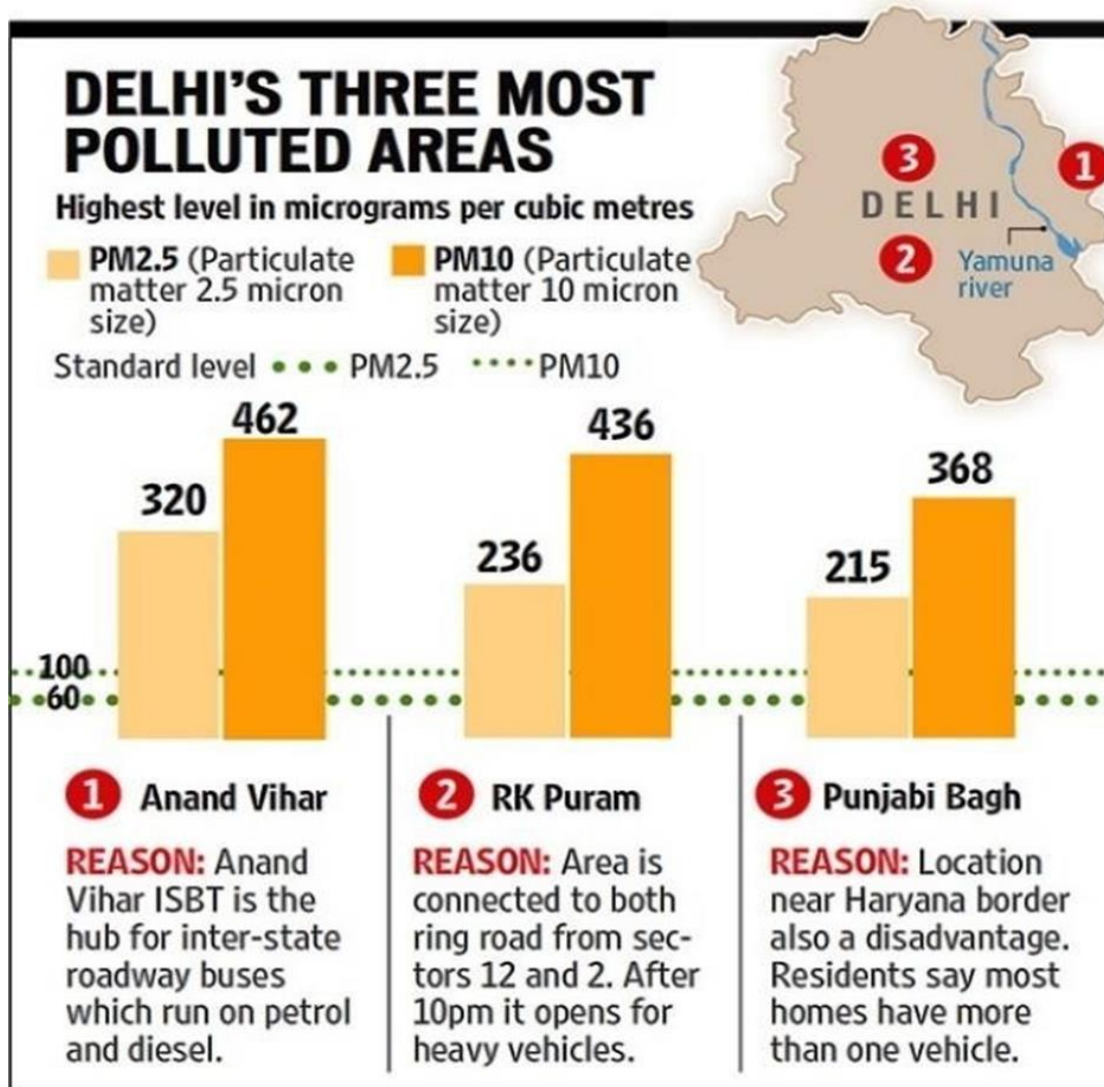 DELHI'S THREE MOST
POLLUTED AREAS
Highest level in micrograms per cubic metres
PM2.5 (Particulate
matter 2.5 micron
size)
PM10 (Particulate
matter 10 micron
size)
Standard level
PM2.5
PM10
3
1
DELHI
2
Yamuna
river
462
320
436
236
368
215
100
60
1 Anand Vihar
REASON: Anand
Vihar ISBT is the
hub for inter-state
roadway buses
which run on petrol
and diesel.
2 RK Puram
REASON: Area is
connected to both
ring road from sec-
tors 12 and 2. After
10pm it opens for
heavy vehicles.
3 Punjabi Bagh
REASON: Location
near Haryana border
also a disadvantage.
Residents say most
homes have more
than one vehicle.